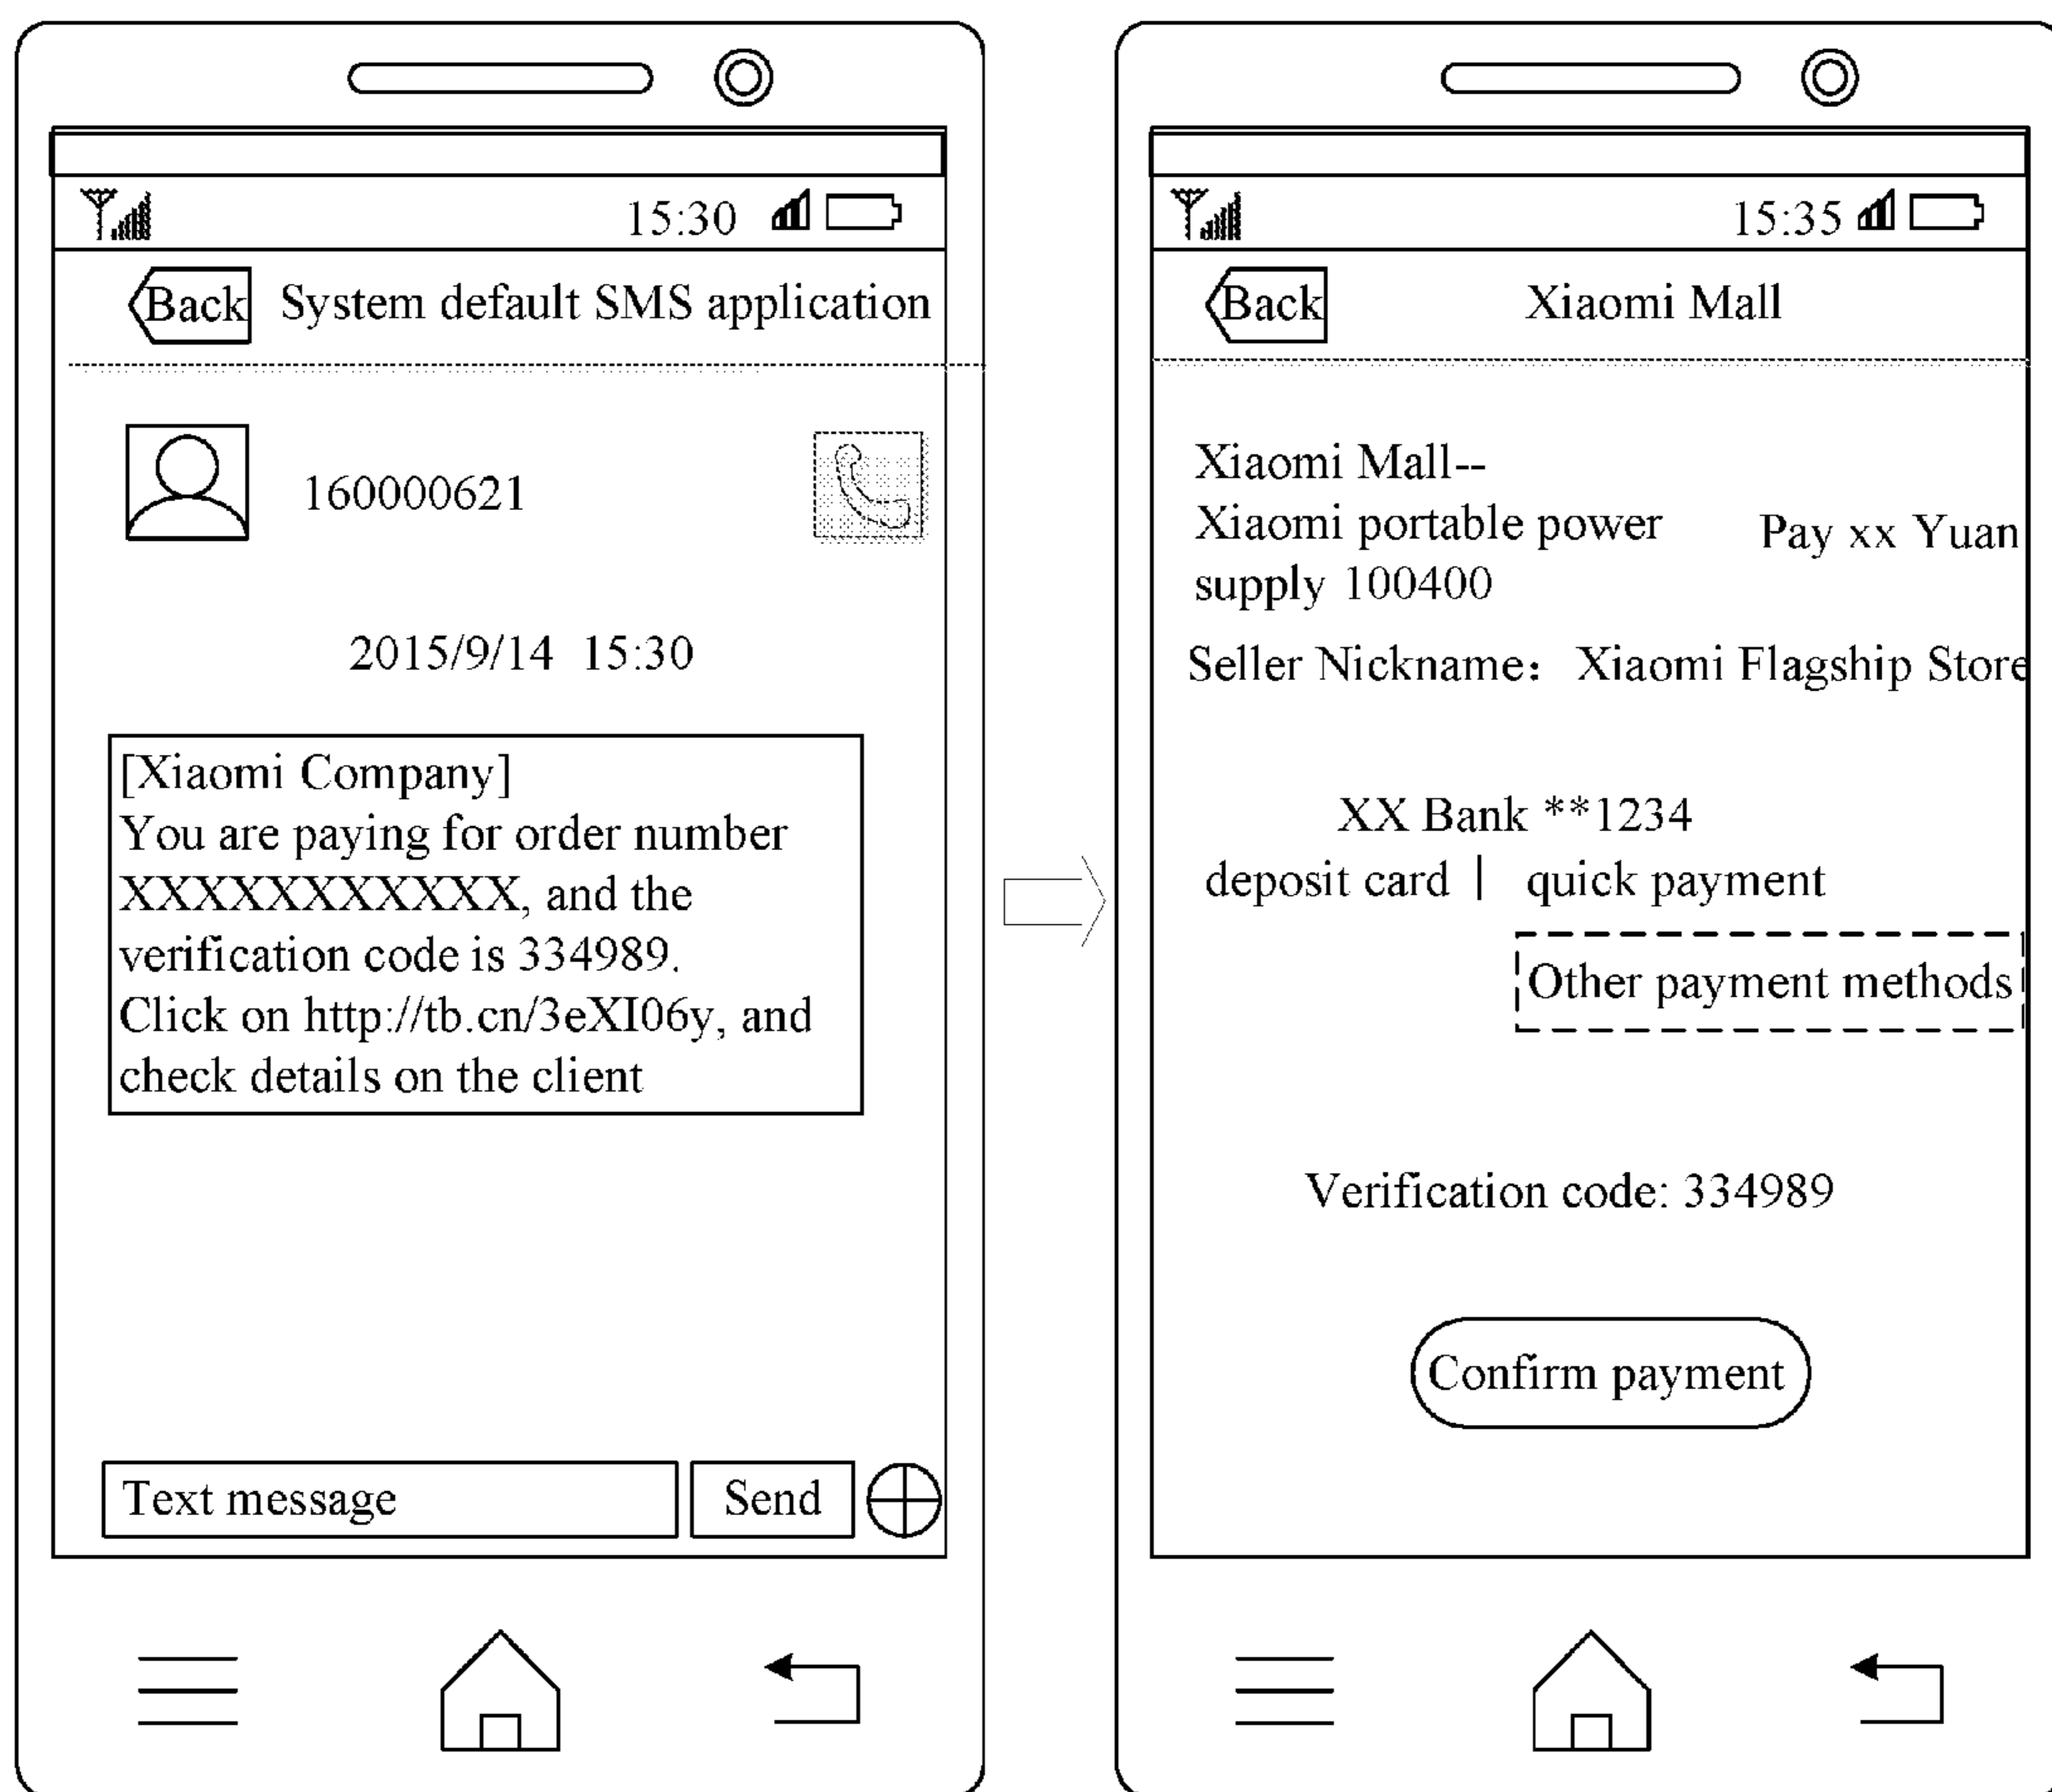 15:30
Back
System default SMS application
160000621
2015/9/14 15:30
[Xiaomi Company]
You are paying for order number
XXXXXXXXXXX, and the
verification code is 334989.
Click on http://tb.cn/3eXI06y, and
check details on the client
Text message
Send
15:35
Back
Xiaomi Mall
Xiaomi Mall--
Xiaomi portable power
supply 100400
Pay xx Yuan
Seller Nickname: Xiaomi Flagship Store
XX Bank **1234
deposit card | quick payment
Other payment methods
Verification code: 334989
Confirm payment